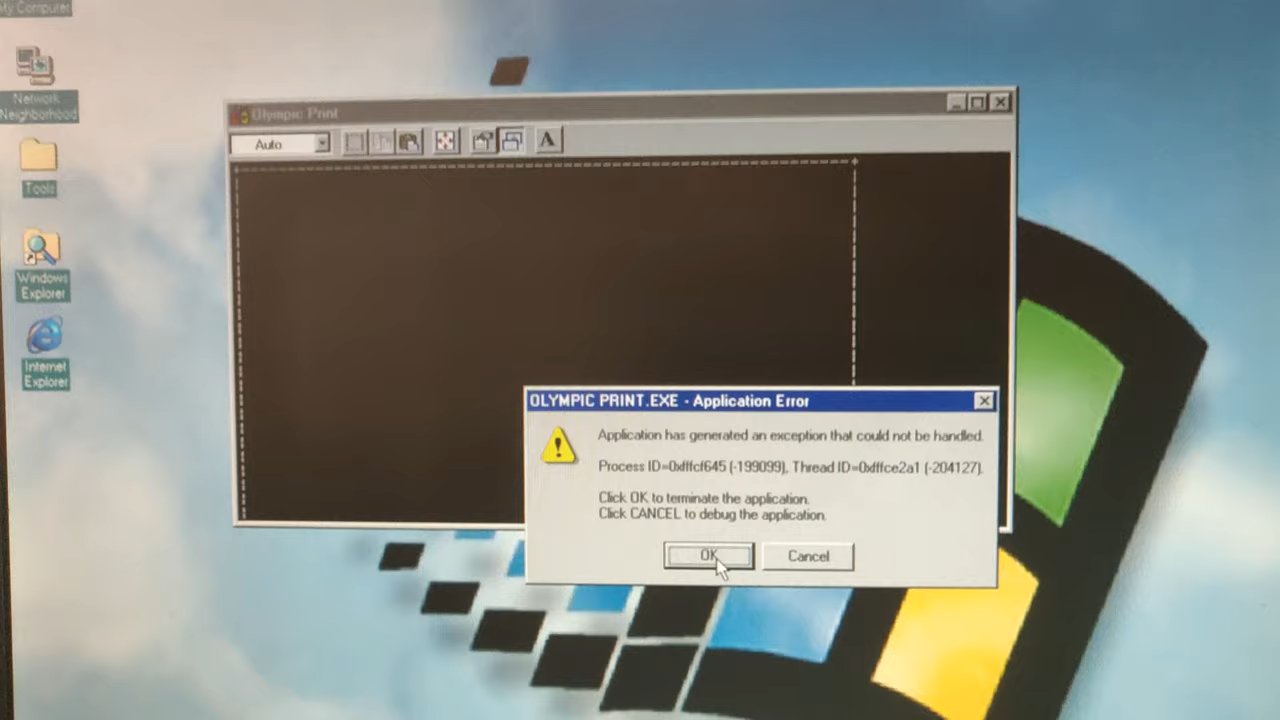 My Computer
Network
Neighborhood
Tools
Windows
Explorer
Internet
Explorer
Olympic Print
Auto
A
OLYMPIC PRINT.EXE - Application Error
Application has generated an exception that could not be handled.
Process ID=0xfffcf645 (-199099), Thread ID=0xfffce2a1 (-204127).
Click OK to terminate the application.
Click CANCEL to debug the application.
OK
Cancel